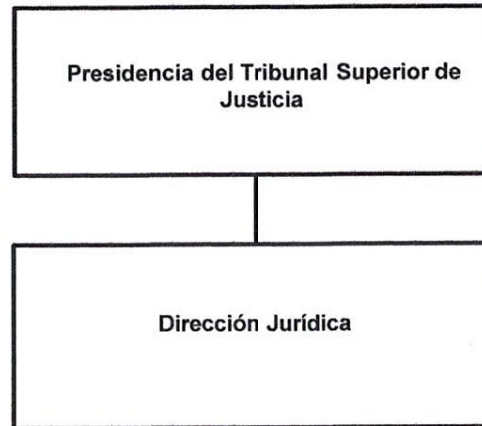 Presidencia del Tribunal Superior de
Justicia
Dirección Jurídica